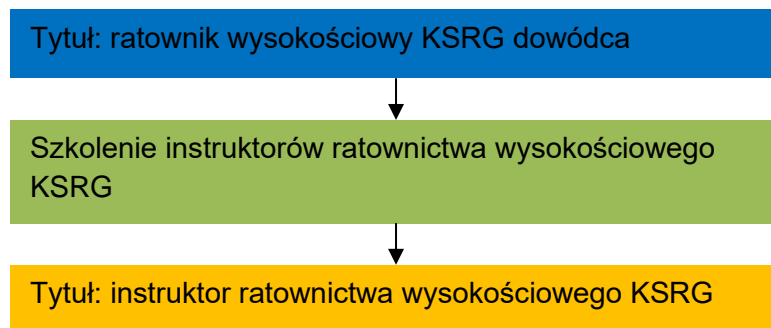 Tytuł: ratownik wysokościowy KSRG dowódca
Szkolenie instruktorów ratownictwa wysokościowego
KSRG
Tytuł: instruktor ratownictwa wysokościowego KSRG